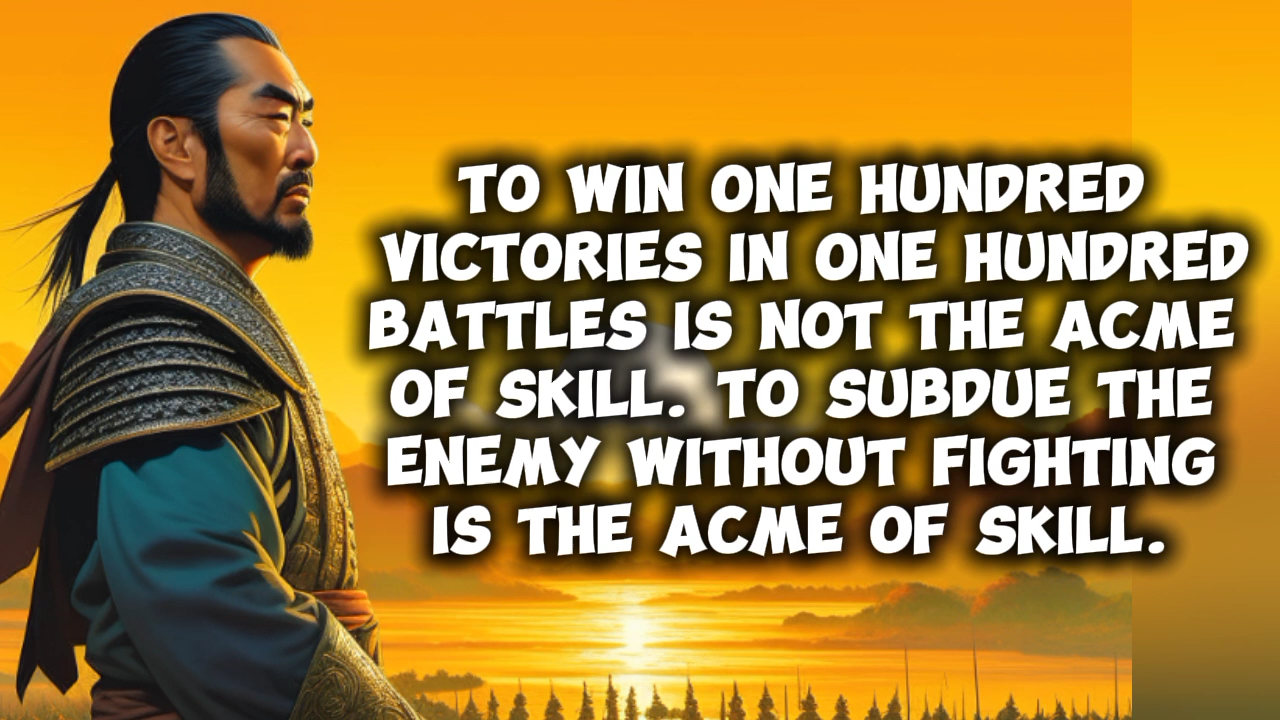 TO WIN ONE HUNDRED
VICTORIES IN ONE HUNDRED
BATTLES IS NOT THE ACME
OF SKILL. TO SUBDUE THE
ENEMY WITHOUT FIGHTING
IS THE ACME OF SKILL.